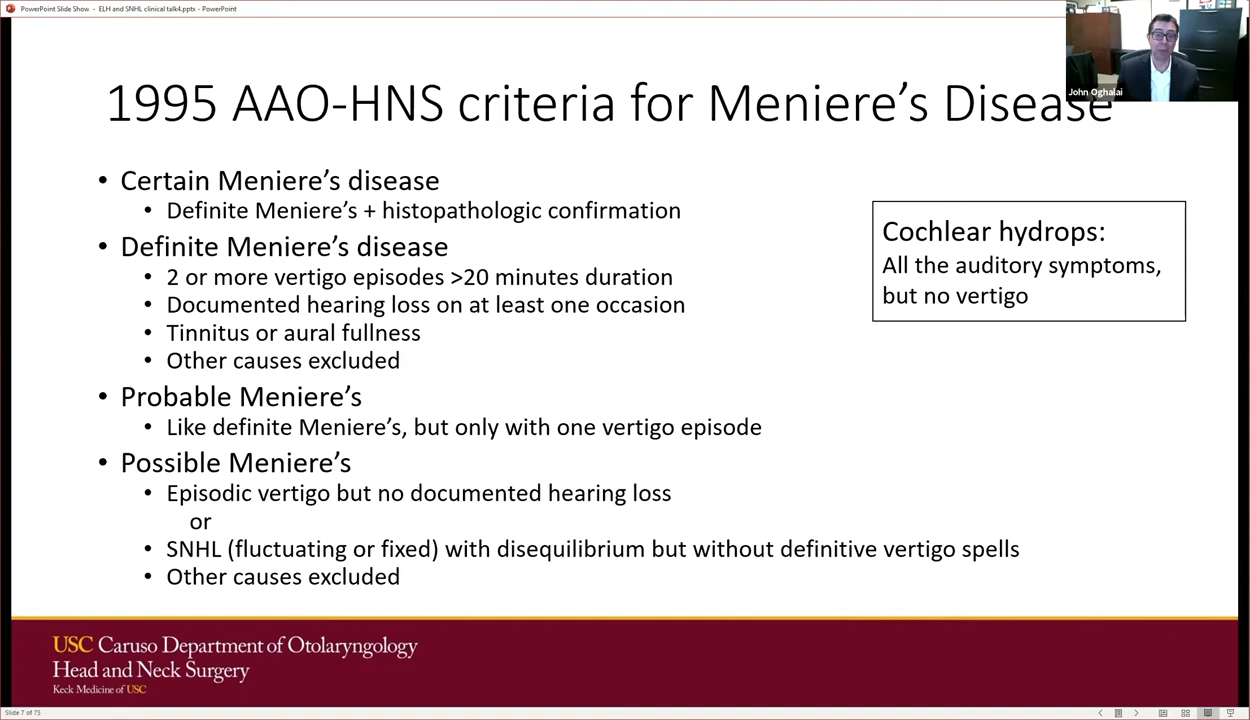 PowerPoint Slide Show - ELH and SNHL clinical talk4.pptx - PowerPoint
John Oghalai
1995 AAO-HNS criteria for Meniere's Disease
• Certain Meniere's disease
• Definite Meniere's + histopathologic confirmation
• Definite Meniere's disease
• 2 or more vertigo episodes >20 minutes duration
• Documented hearing loss on at least one occasion
• Tinnitus or aural fullness
• Other causes excluded
• Probable Meniere's
• Like definite Meniere's, but only with one vertigo episode
• Possible Meniere's
• Episodic vertigo but no documented hearing loss
or
• SNHL (fluctuating or fixed) with disequilibrium but without definitive vertigo spells
• Other causes excluded
Cochlear hydrops:
All the auditory symptoms,
but no vertigo
USC Caruso Department of Otolaryngology
Head and Neck Surgery
Keck Medicine of USC
Slide 7 of 75